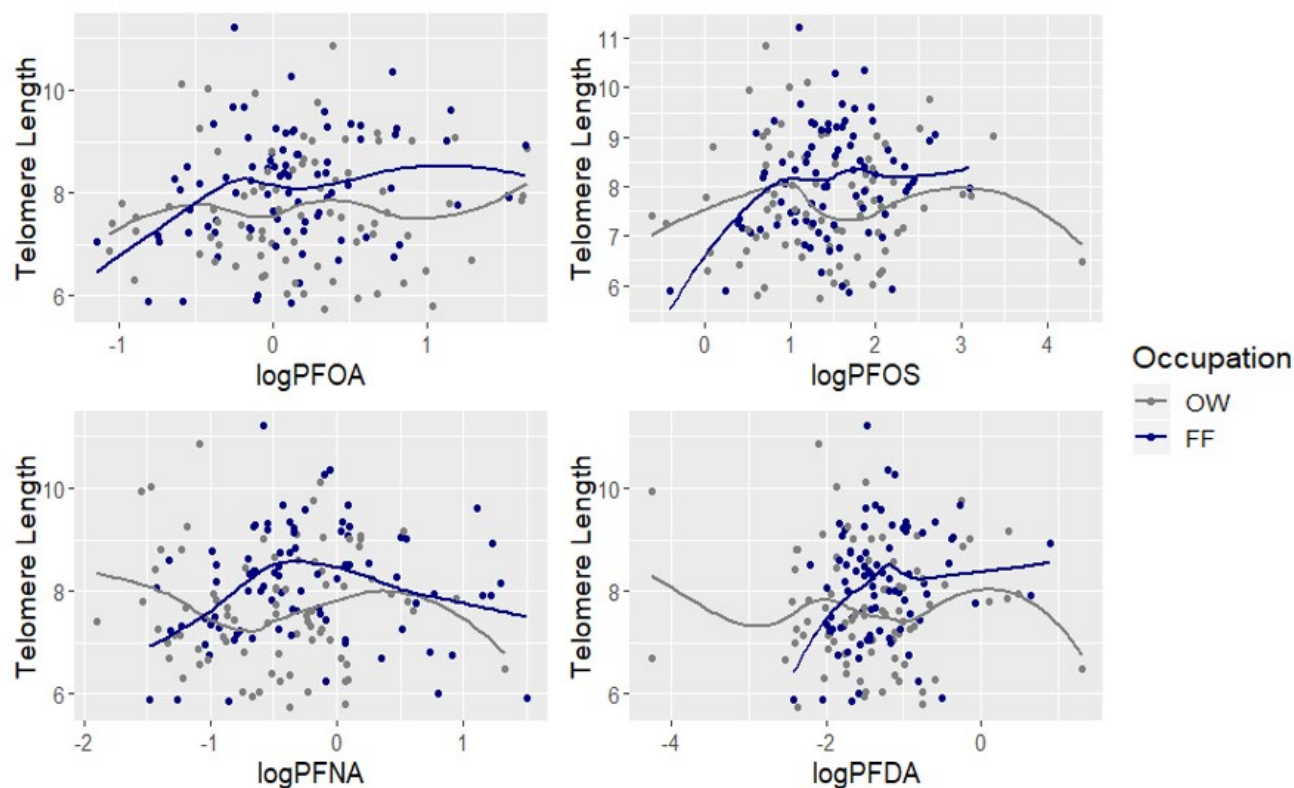 Telomere Length
10
8
6
-1 0 1
logPFOA
Telomere Length
11
10
9
8
7
6
0 1 2 3 4
logPFOS
Telomere Length
10
8
6
-2 -1 0 1
logPFNA
Telomere Length
10
8
6
-4 -2 0
logPFDA
Occupation
OW
FF